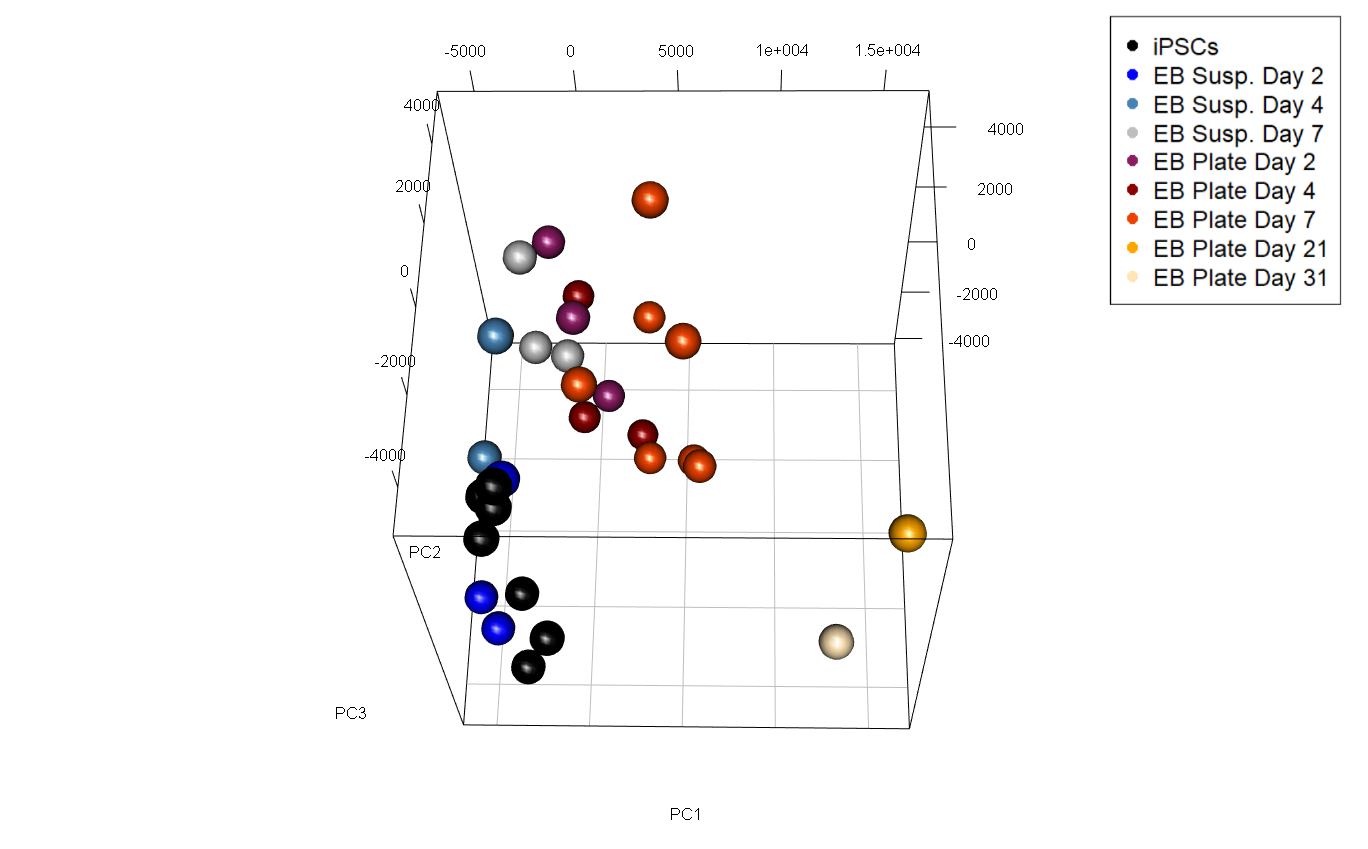 -5000 0 5000 1e+004 1.5e+004
4000
2000
0
-2000
-4000
4000
2000
0
-2000
-4000
PC2
PC3
PC1
iPSCs
EB Susp. Day 2
EB Susp. Day 4
EB Susp. Day 7
EB Plate Day 2
EB Plate Day 4
EB Plate Day 7
EB Plate Day 21
EB Plate Day 31